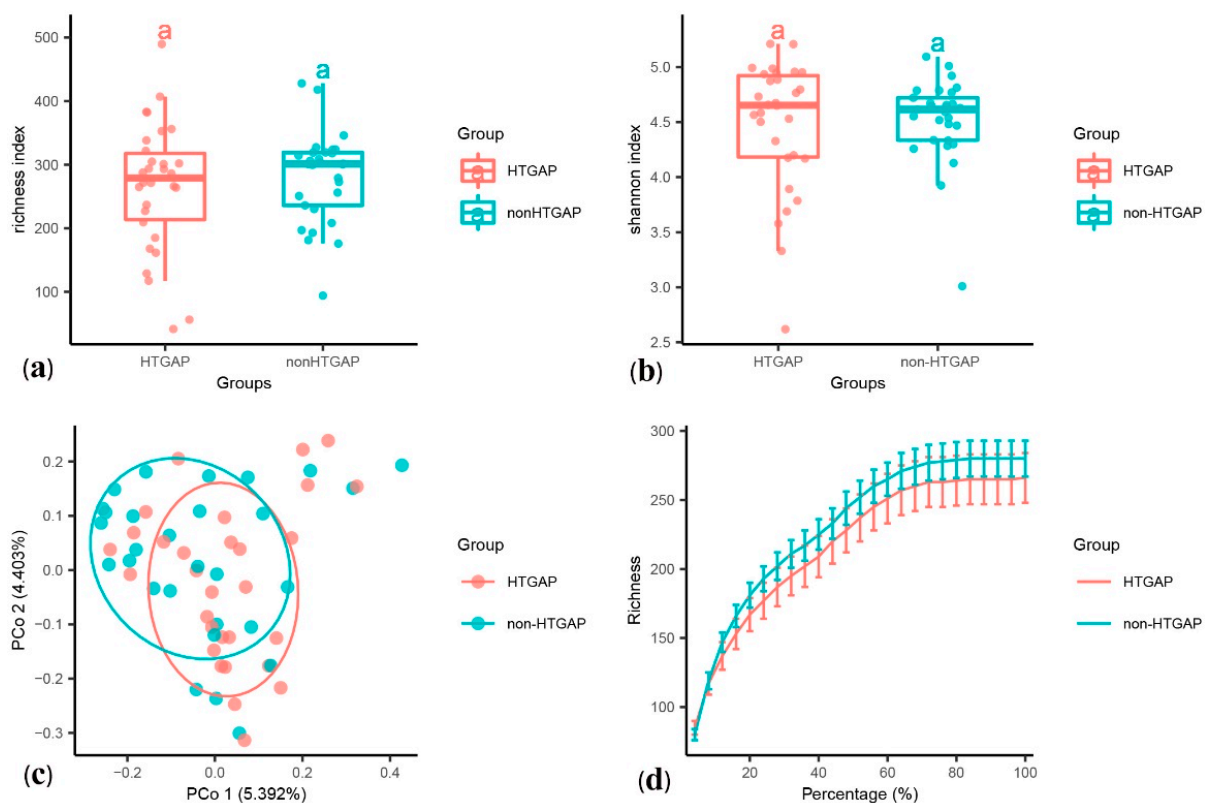 a
a
500
400
300
200
100
richness index
HTGAP
nonHTGAP
Groups
Group
HTGAP
nonHTGAP
(a)
a
a
5.0
4.5
4.0
3.5
3.0
2.5
shannon index
HTGAP
non-HTGAP
Groups
Group
HTGAP
non-HTGAP
(b)
0.2
0.1
0.0
−0.1
−0.2
−0.3
PCo 2 (4.403%)
−0.2
0.0
0.2
0.4
PCo 1 (5.392%)
Group
HTGAP
non-HTGAP
(c)
300
250
200
150
100
Richness
0
20
40
60
80
100
Percentage (%)
Group
HTGAP
non-HTGAP
(d)